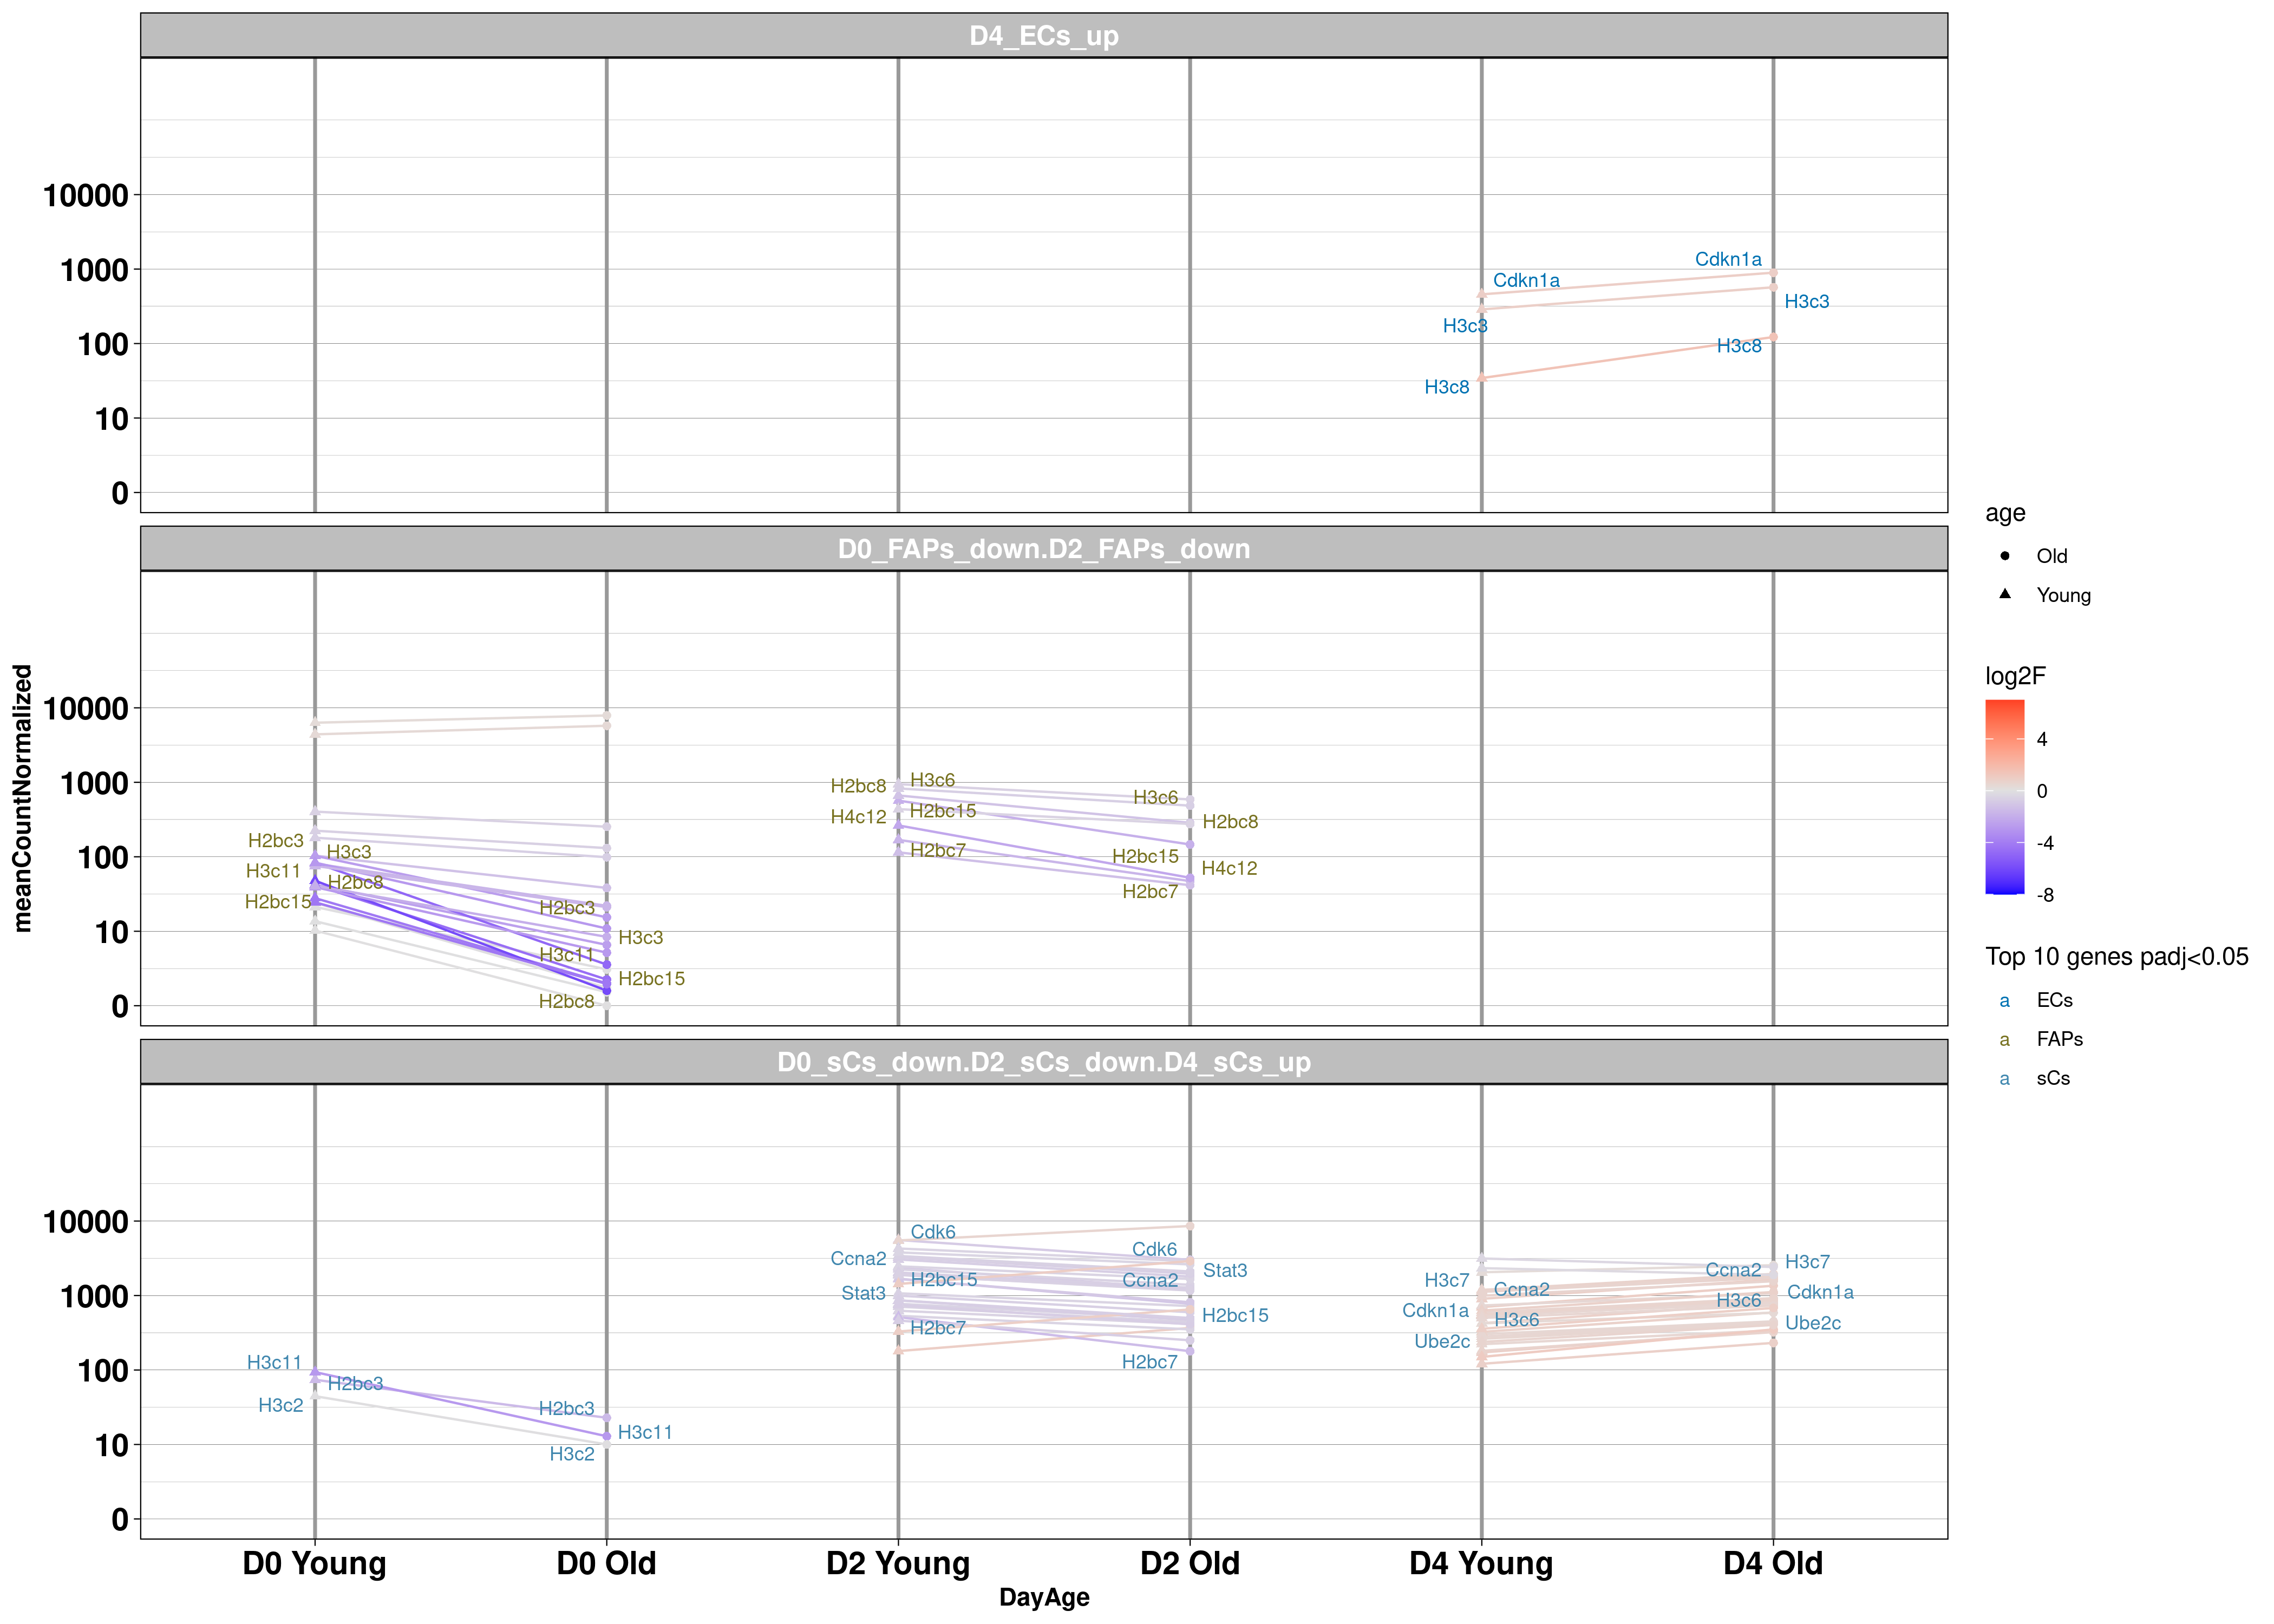 D4_ECs_up
10000
1000
100
10
0
Cdkn1a
Cdkn1a
H3c3
H3c3
H3c8
H3c8
D0_FAPs_down.D2_FAPs_down
10000
1000
100
10
0
H2bc3
H3c3
H3c11
H2bc8
H2bc15
H2bc3
H3c3
H3c11
H2bc15
H2bc8
H2bc8
H3c6
H4c12
H2bc15
H2bc7
H3c6
H2bc8
H2bc15
H4c12
H2bc7
D0_sCs_down.D2_sCs_down.D4_sCs_up
10000
1000
100
10
0
H3c11
H2bc3
H3c2
H2bc3
H3c11
H3c2
Cdk6
Ccna2
H2bc15
Stat3
H2bc7
Cdk6
Stat3
Ccna2
H2bc15
H2bc7
H3c7
Ccna2
Cdkn1a
H3c6
Ube2c
H3c7
Ccna2
Cdkn1a
H3c6
Ube2c
D0 Young D0 Old D2 Young D2 Old D4 Young D4 Old
DayAge
meanCountNormalized
age
Old
Young
log2F
4
0
-4
-8
Top 10 genes padj<0.05
a ECs
a FAPs
a sCs